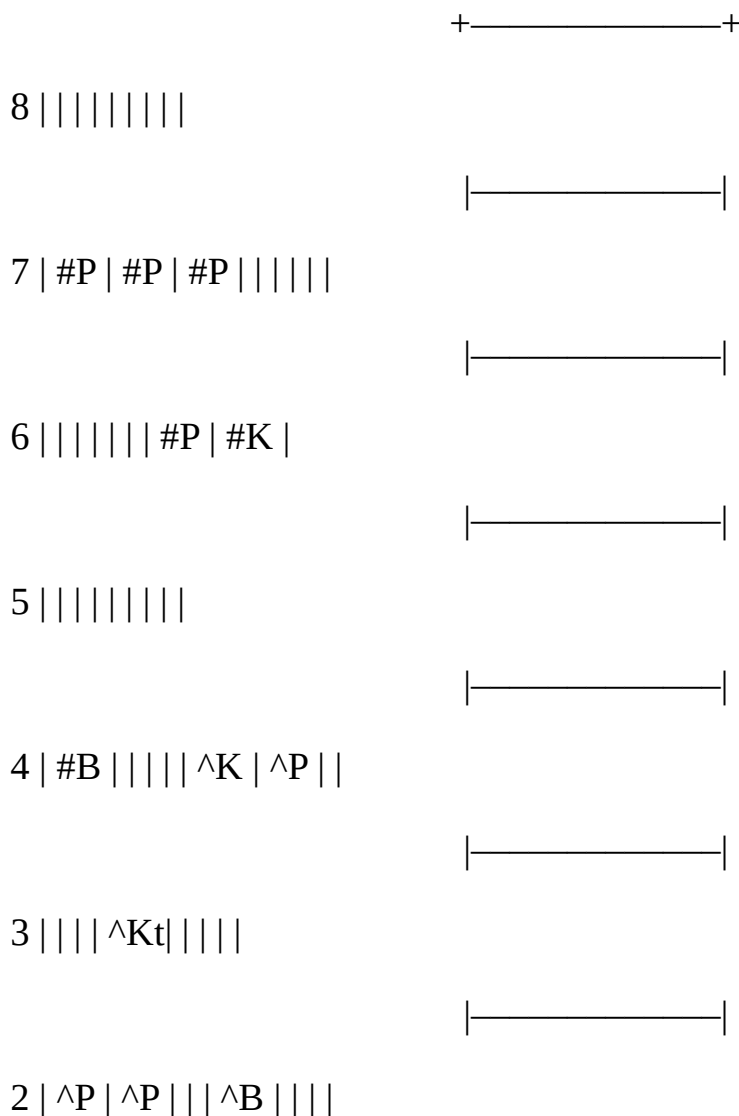 +——————–+
8 | | | | | | | | |
|——————–|
7 | #P | #P | #P | | | | | |
|——————–|
6 | | | | | | | #P | #K |
|——————–|
5 | | | | | | | | |
|——————–|
4 | #B | | | | | ^K | ^P | |
|——————–|
3 | | | | ^Kt| | | | |
|——————–|
2 | ^P | ^P | | | ^B | | | |